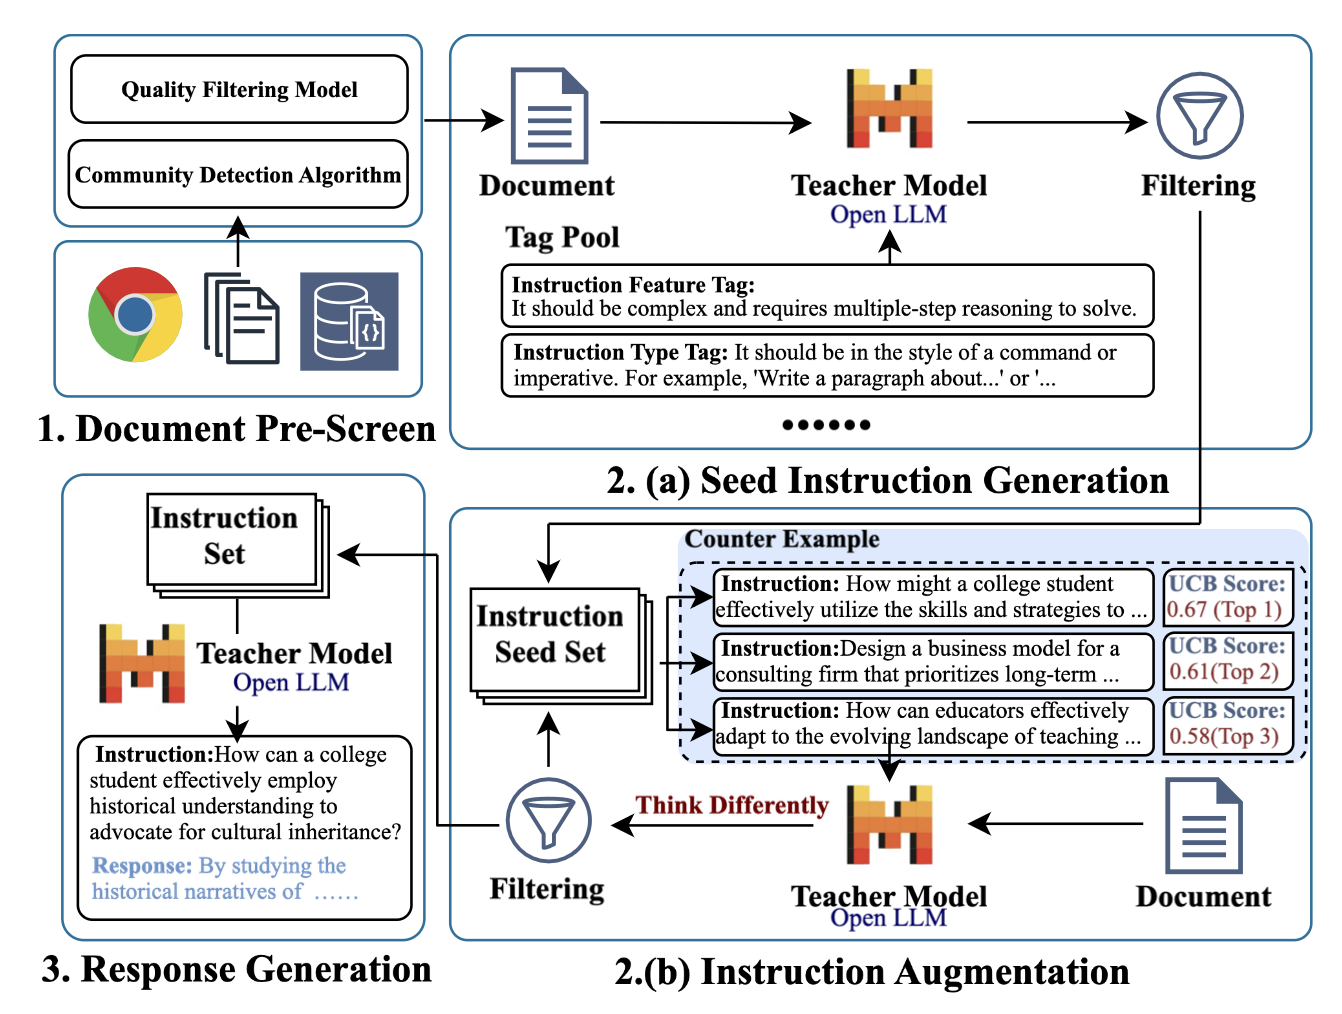 Quality Filtering Model
Community Detection Algorithm
1. Document Pre-Screen
Document
Teacher Model
Open LLM
Filtering
Tag Pool
Instruction Feature Tag:
It should be complex and requires multiple-step reasoning to solve.
Instruction Type Tag: It should be in the style of a command or
imperative. For example, 'Write a paragraph about...' or '...
......
2. (a) Seed Instruction Generation
Instruction
Seed Set
Counter Example
Instruction: How might a college student
effectively utilize the skills and strategies to ...
UCB Score:
0.67 (Top 1)
Instruction:Design a business model for a
consulting firm that prioritizes long-term ...
UCB Score:
0.61(Top 2)
Instruction: How can educators effectively
adapt to the evolving landscape of teaching ...
UCB Score:
0.58(Top 3)
Document
Teacher Model
Open LLM
Think Differently
Filtering
2.(b) Instruction Augmentation
Instruction
Set
Teacher Model
Open LLM
Instruction:How can a college
student effectively employ
historical understanding to
advocate for cultural inheritance?
Response: By studying the
historical narratives of ......
3. Response Generation